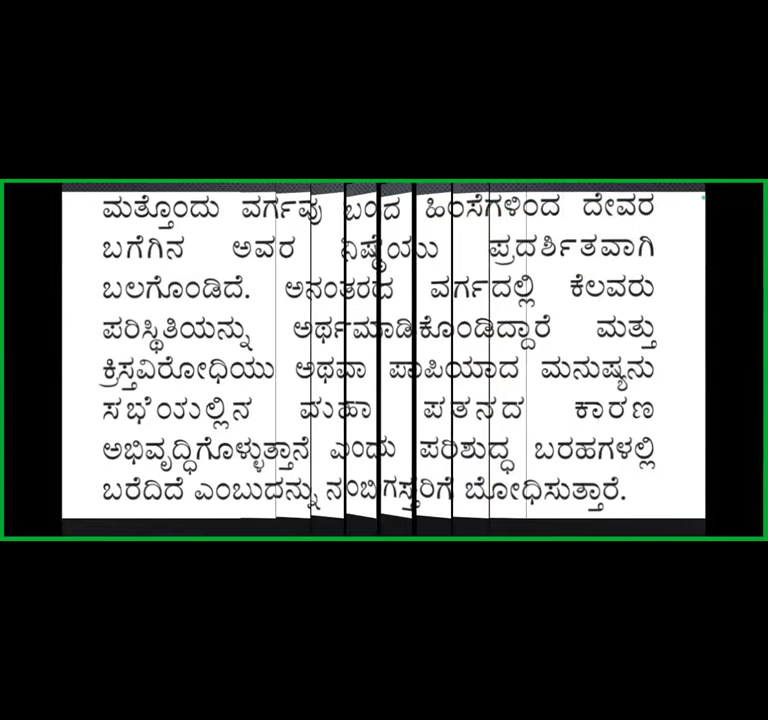 ಮತ್ತೊಂದು ವರ್ಗವು ಬಂದ ಹಿಂಸೆಗಳಿಂದ ದೇವರ
ಬಗೆಗಿನ ಅವರ ನಿಷ್ಠೆಯು ಪ್ರದರ್ಶಿತವಾಗಿ
ಬಲಗೊಂಡಿದೆ. ಅನಂತರದ ವರ್ಗದಲ್ಲಿ ಕೆಲವರು
ಪರಿಸ್ಥಿತಿಯನ್ನು ಅರ್ಥಮಾಡಿಕೊಂಡಿದ್ದಾರೆ ಮತ್ತು
ಕ್ರಿಸ್ತವಿರೋಧಿಯು ಅಥವಾ ಪಾಪಿಯಾದ ಮನುಷ್ಯನು
ಸಭೆಯಲ್ಲಿನ ಮಹಾ ಪತನದ ಕಾರಣ
ಅಭಿವೃದ್ಧಿಗೊಳ್ಳುತ್ತಾನೆ ಎಂದು ಪರಿಶುದ್ಧ ಬರಹಗಳಲ್ಲಿ
ಬರೆದಿದೆ ಎಂಬುದನ್ನು ನಂಬಿಗಸ್ತರಿಗೆ ಬೋಧಿಸುತ್ತಾರೆ.